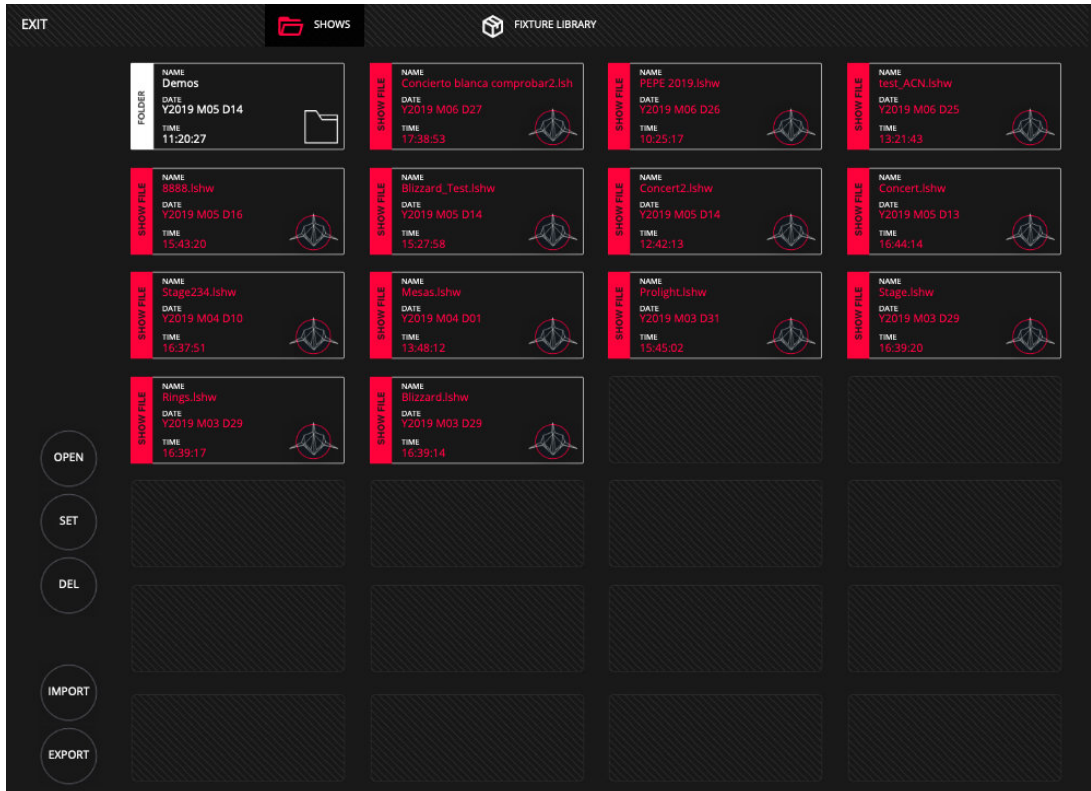 EXIT
SHOWS
FIXTURE LIBRARY
FOLDER
NAME
Demos
DATE
Y2019 M05 D14
TIME
11:20:27
SHOW FILE
NAME
Concierto blanca comprobar2.lsh
DATE
Y2019 M06 D27
TIME
17:38:53
SHOW FILE
NAME
PEPE 2019.lshw
DATE
Y2019 M06 D26
TIME
10:25:17
SHOW FILE
NAME
test_ACN.lshw
DATE
Y2019 M06 D25
TIME
13:21:43
SHOW FILE
NAME
8888.lshw
DATE
Y2019 M05 D16
TIME
15:43:20
SHOW FILE
NAME
Blizzard_Test.lshw
DATE
Y2019 M05 D14
TIME
15:27:58
SHOW FILE
NAME
Concert2.lshw
DATE
Y2019 M05 D14
TIME
12:42:13
SHOW FILE
NAME
Concert.lshw
DATE
Y2019 M05 D13
TIME
16:44:14
SHOW FILE
NAME
Stage234.lshw
DATE
Y2019 M04 D10
TIME
16:37:51
SHOW FILE
NAME
Mesas.lshw
DATE
Y2019 M04 D01
TIME
13:48:12
SHOW FILE
NAME
Prolight.lshw
DATE
Y2019 M03 D31
TIME
15:45:02
SHOW FILE
NAME
Stage.lshw
DATE
Y2019 M03 D29
TIME
16:39:20
SHOW FILE
NAME
Rings.lshw
DATE
Y2019 M03 D29
TIME
16:39:17
SHOW FILE
NAME
Blizzard.lshw
DATE
Y2019 M03 D29
TIME
16:39:14
OPEN
SET
DEL
IMPORT
EXPORT